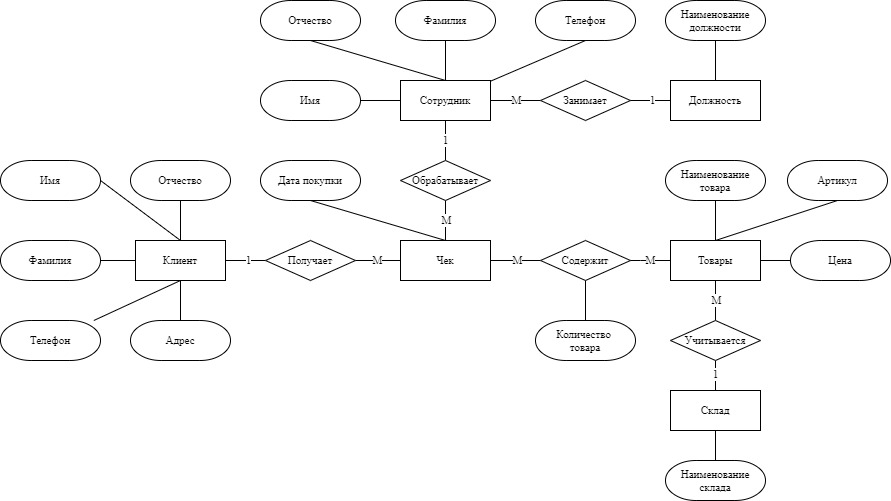 Отчество
Фамилия
Телефон
Наименование
должности
Имя
Сотрудник
М
Занимает
1
Должность
1
Имя
Отчество
Дата покупки
Обрабатывает
Наименование
товара
Артикул
М
Фамилия
Клиент
1
Получает
М
Чек
М
Содержит
М
Товары
Цена
М
Телефон
Адрес
Количество
товара
Учитывается
1
Склад
Наименование
склада